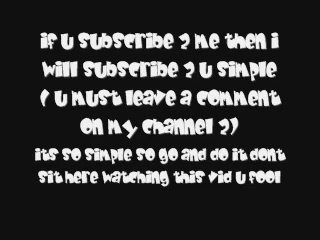 if u subscribe 2 me then i
will subscribe 2 u simple
( u must leave a comment
on my channel 2)
its so simple so go and do it dont
sit here watching this vid u fool